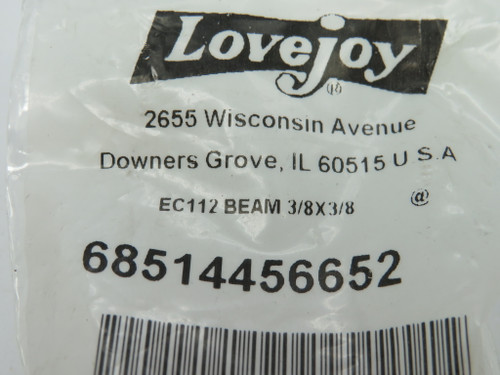 Lovejoy ®
2655 Wisconsin Avenue
Downers Grove, IL 60515 U S.A
EC112 BEAM 3/8X3/8 @
68514456652